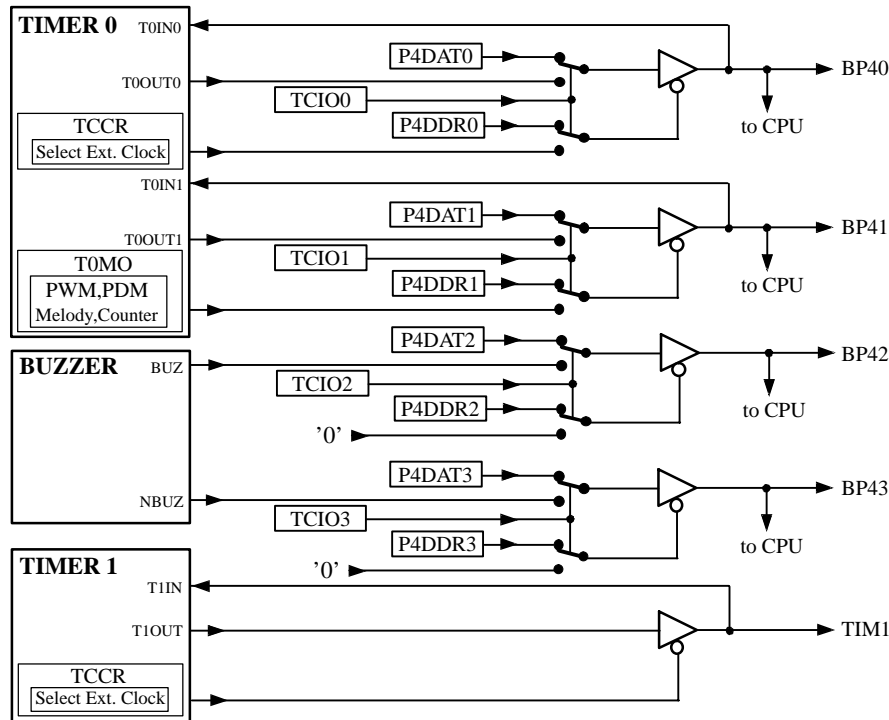 TIMER 0
T0IN0
P4DAT0
T0OUT0
BP40
TCIO0
TCCR
P4DDR0
to CPU
Select Ext. Clock
T0IN1
P4DAT1
BP41
T0OUT1
TCIO1
T0MO
P4DDR1
to CPU
PWM,PDM
Melody,Counter
P4DAT2
BUZZER
BUZ
BP42
TCIO2
P4DDR2
to CPU
'0'
P4DAT3
BP43
NBUZ
TCIO3
P4DDR3
to CPU
TIMER 1
'0'
T1IN
T1OUT
TIM1
TCCR
Select Ext. Clock